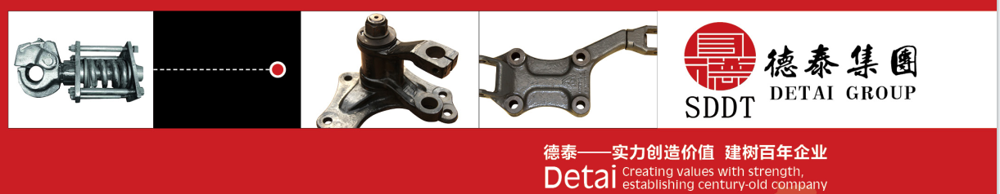 德泰集團
DETAI GROUP
SDDT
德泰——实力创造价值 建树百年企业
Detai
Creating values with strength,
establishing century-old company